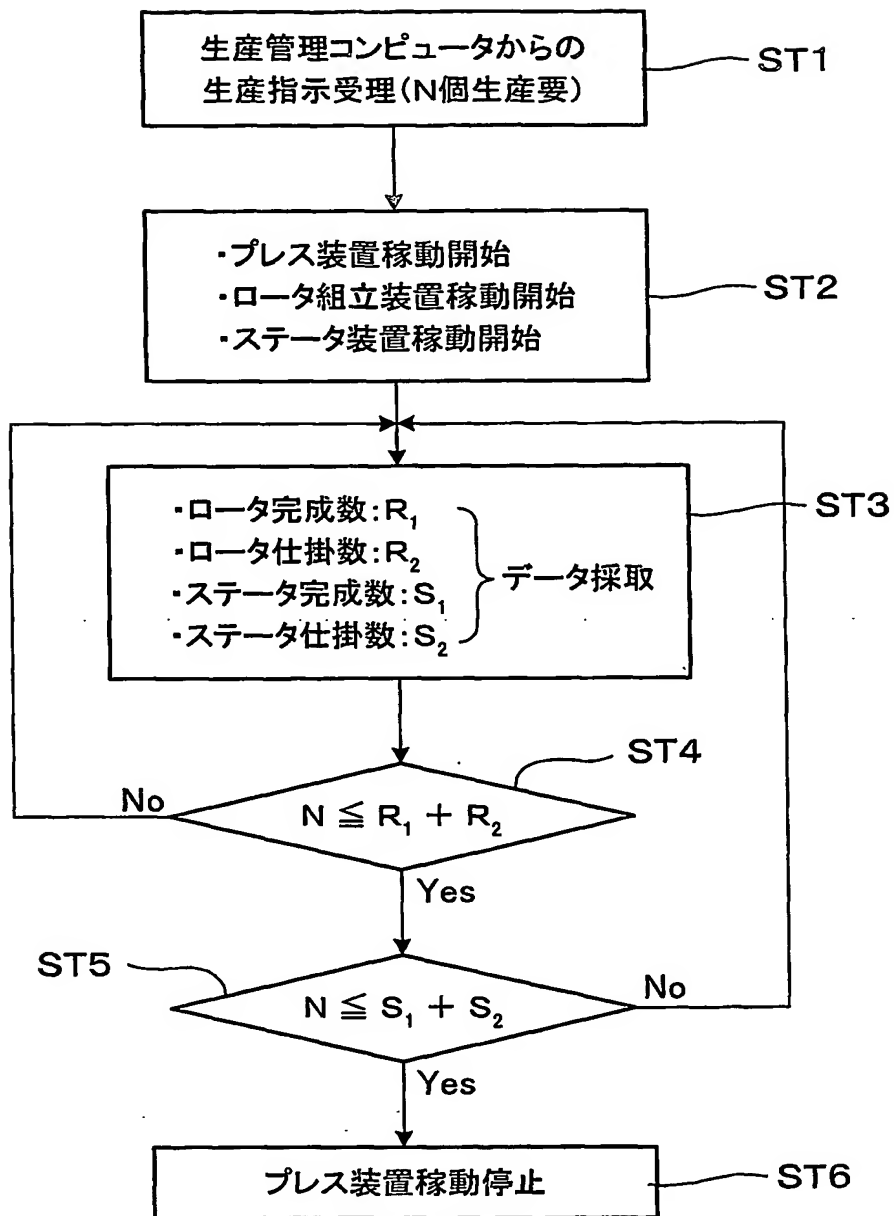 生産管理コンピュータからの
生産指示受理(N個生産要)
ST1
・プレス装置稼動開始
・ロータ組立装置稼動開始
・ステータ装置稼動開始
ST2
・ロータ完成数:R₁
・ロータ仕掛数:R₂
・ステータ完成数:S₁
・ステータ仕掛数:S₂
データ採取
ST3
ST4
No
N ≦ R₁ + R₂
Yes
ST5
N ≦ S₁ + S₂
No
Yes
プレス装置稼動停止
ST6